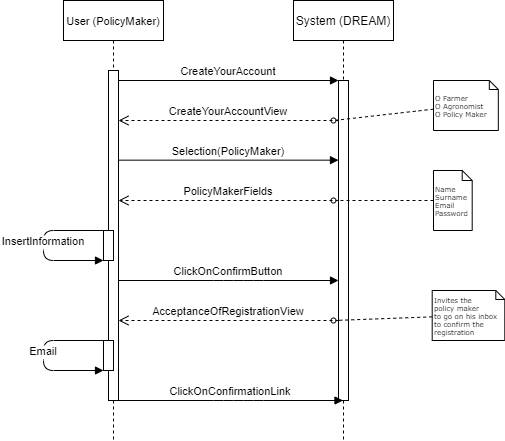 User (PolicyMaker)
System (DREAM)
CreateYourAccount
CreateYourAccountView
O Farmer
O Agronomist
O Policy Maker
Selection(PolicyMaker)
PolicyMakerFields
Name
Surname
Email
Password
InsertInformation
ClickOnConfirmButton
AcceptanceOfRegistrationView
Invites the
policy maker
to go on his inbox
to confirm the
registration
Email
ClickOnConfirmationLink